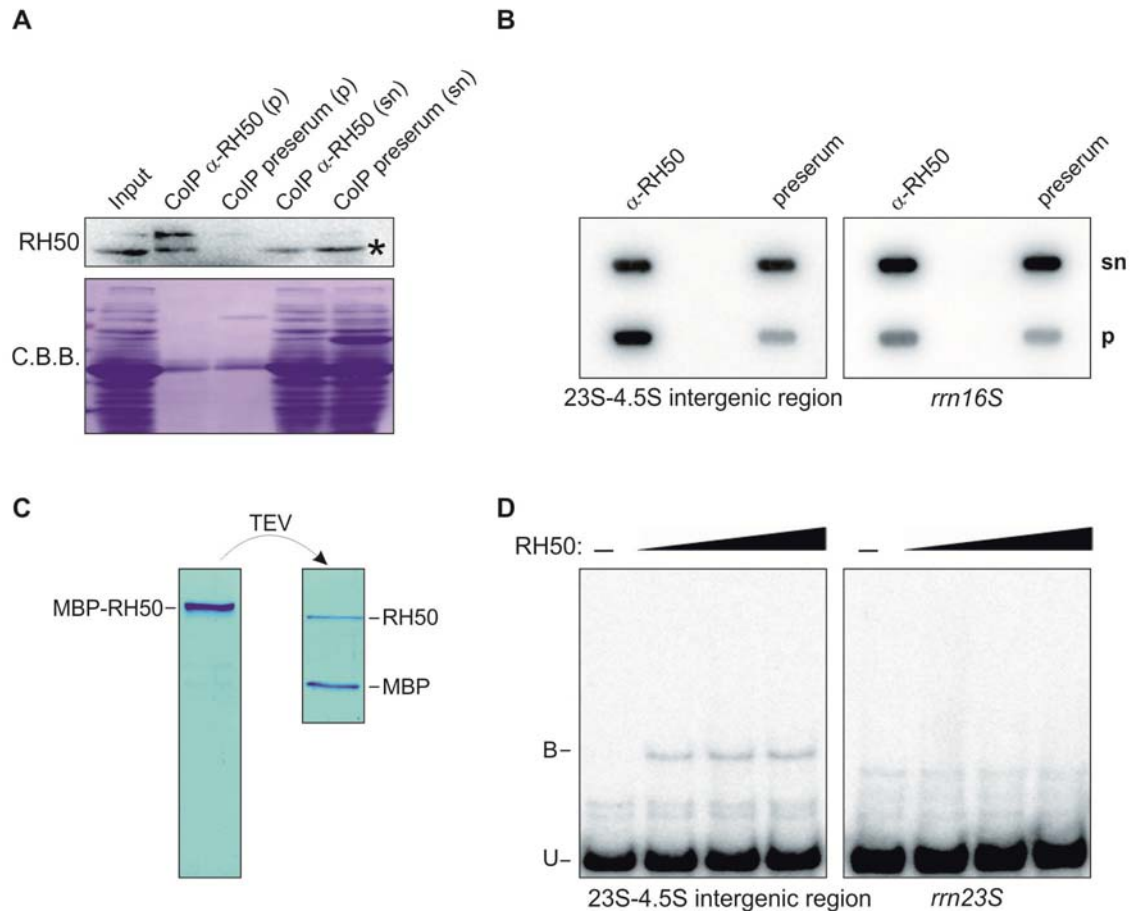 A
Input
CoIP α-RH50 (p)
CoIP preserum (p)
CoIP α-RH50 (sn)
CoIP preserum (sn)
RH50
*
C.B.B.
B
α-RH50
preserum
α-RH50
preserum
sn
p
23S-4.5S intergenic region
rrn16S
C
TEV
MBP-RH50
RH50
MBP
D
RH50: –
–
B
U
23S-4.5S intergenic region
rrn23S